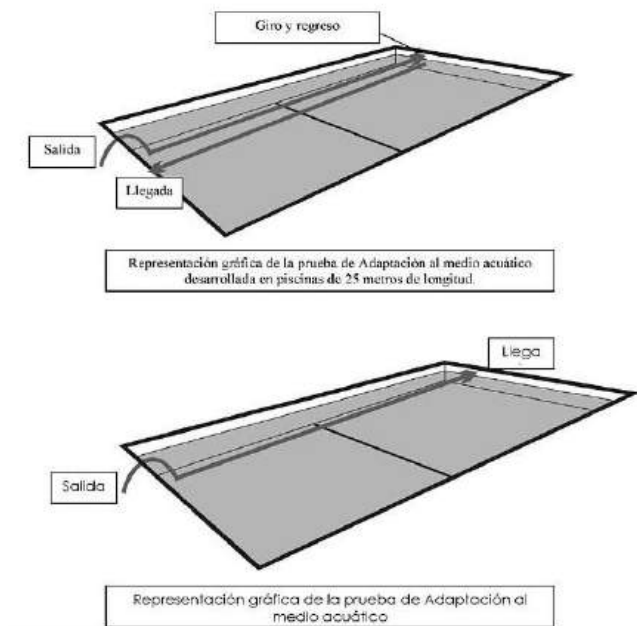 Giro y regreso
Salida
Llegada
Representación gráfica de la prueba de Adaptación al medio acuático
desarrollada en piscinas de 25 metros de longitud.
Llega
Salida
Representación gráfica de la prueba de Adaptación al
medio acuático